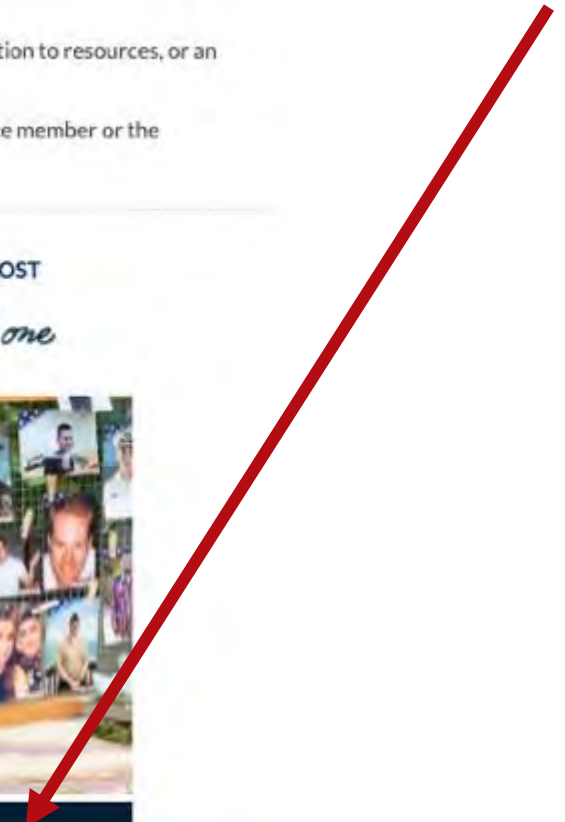 tion to resources, or an
e member or the
OST
one